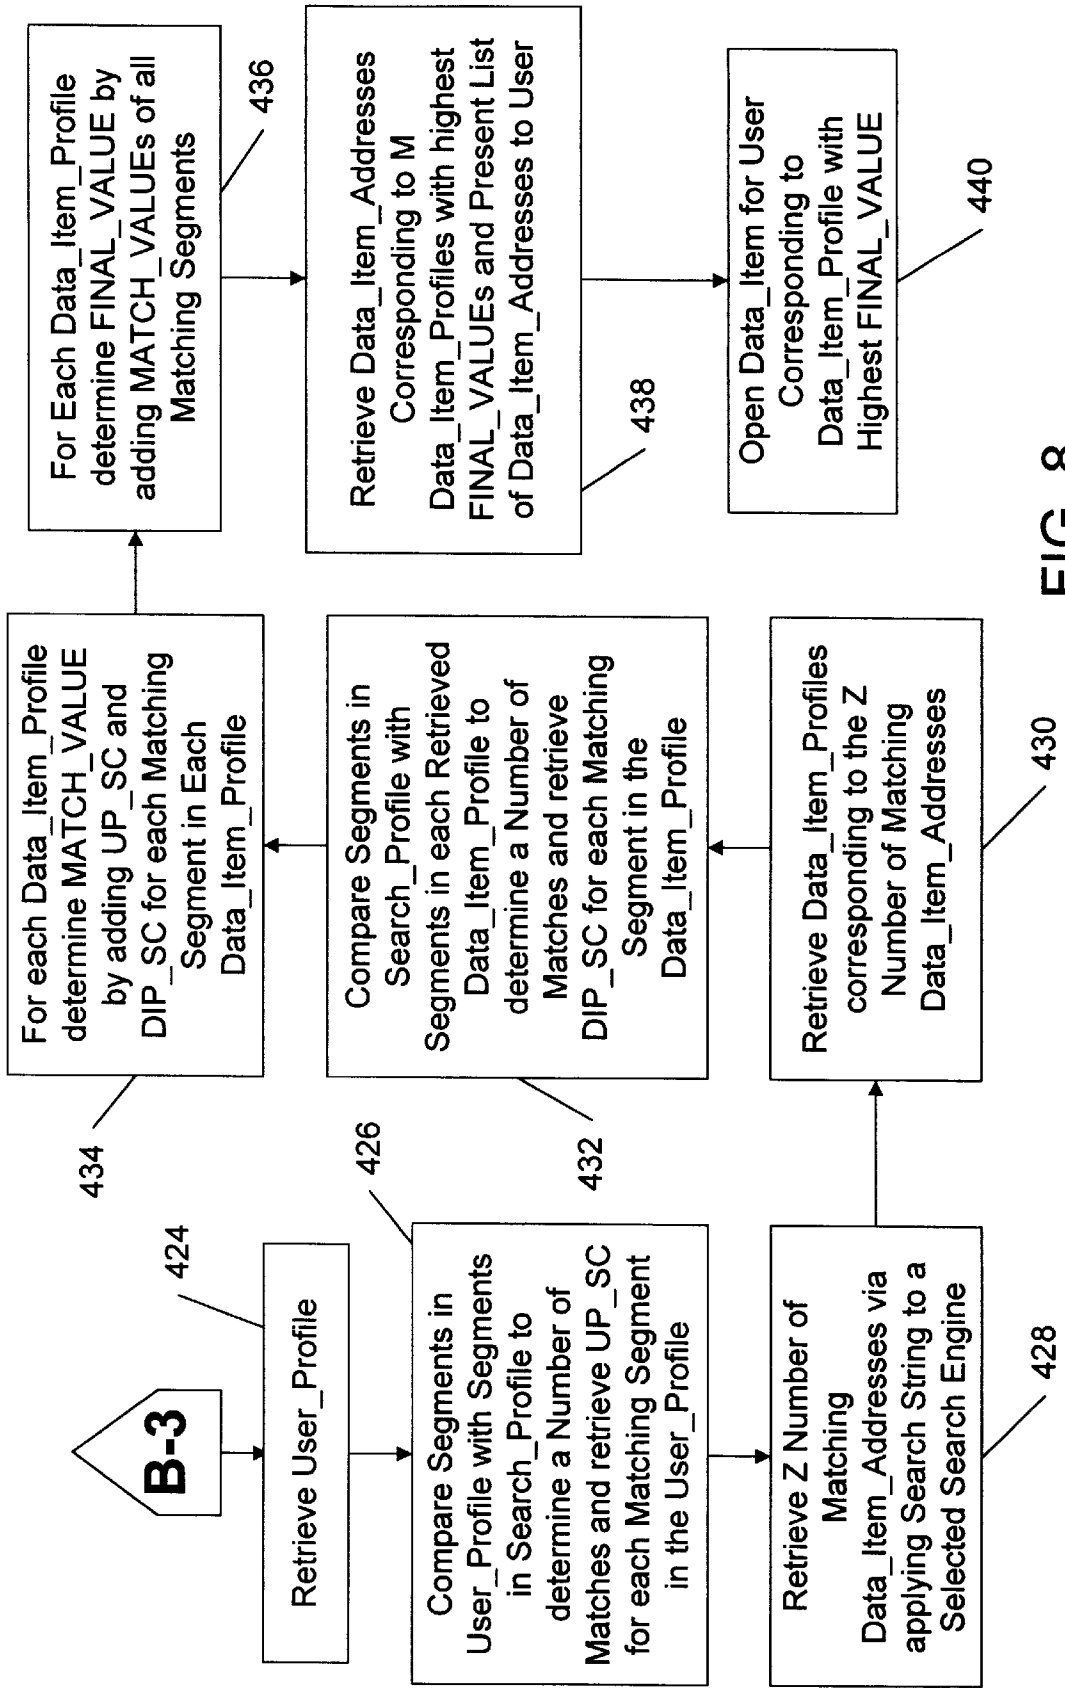 B-3
424
Retrieve User_Profile
426
Compare Segments in
User_Profile with Segments
in Search_Profile to
determine a Number of
Matches and retrieve UP_SC
for each Matching Segment
in the User_Profile
Retrieve Z Number of
Matching
Data_Item_Addresses via
applying Search String to a
Selected Search Engine
428
Retrieve Data_Item_Profiles
corresponding to the Z
Number of Matching
Data_Item_Addresses
430
Compare Segments in
Search_Profile with
Segments in each Retrieved
Data_Item_Profile to
determine a Number of
Matches and retrieve
DIP_SC for each Matching
Segment in the
Data_Item_Profile
432
For each Data_Item_Profile
determine MATCH_VALUE
by adding UP_SC and
DIP_SC for each Matching
Segment in Each
Data_Item_Profile
434
For Each Data_Item_Profile
determine FINAL_VALUE by
adding MATCH_VALUEs of all
Matching Segments
436
Retrieve Data_Item_Addresses
Corresponding to M
Data_Item_Profiles with highest
FINAL_VALUEs and Present List
of Data_Item_Addresses to User
438
Open Data_Item for User
Corresponding to
Data_Item_Profile with
Highest FINAL_VALUE
440
FIG. 8